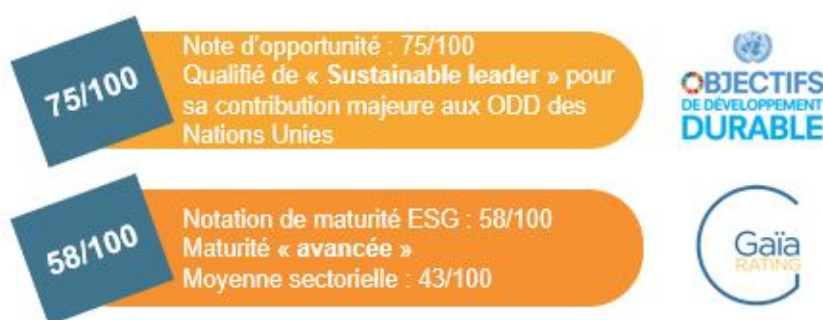 75/100
Note d'opportunité : 75/100
Qualifié de « Sustainable leader » pour
sa contribution majeure aux ODD des
Nations Unies
OBJECTIFS
DE DÉVELOPPEMENT
DURABLE
58/100
Notation de maturité ESG : 58/100
Maturité « avancée »
Moyenne sectorielle : 43/100
Gaïa
RATING